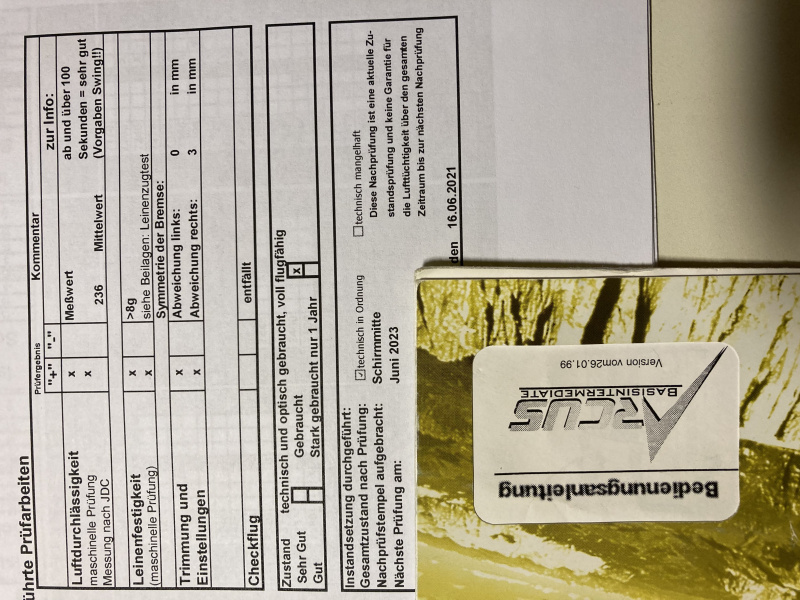 ührte Prüfarbeiten
Prüfergebnis Kommentar
"+" "-" zur Info:
Luftdurchlässigkeit x Meßwert ab und über 100
maschinelle Prüfung x 236 Mittelwert Sekunden = sehr gut
Messung nach JDC (Vorgaben Swing!!)
Leinenfestigkeit x >8g
(maschinelle Prüfung) x siehe Beilagen: Leinenzugtest
Symmetrie der Bremse:
Trimmung und x Abweichung links: 0 in mm
Einstellungen x Abweichung rechts: 3 in mm
Checkflug entfällt
Zustand technisch und optisch gebraucht, voll flugfähig
Sehr Gut Gebraucht x
Gut Stark gebraucht nur 1 Jahr
Instandsetzung durchgeführt:
Gesamtzustand nach Prüfung: ☑ technisch in Ordnung ☐ technisch mangelhaft
Nachprüfstempel aufgebracht: Schirmmitte
Nächste Prüfung am: Juni 2023
Diese Nachprüfung ist eine aktuelle Zu-
standsprüfung und keine Garantie für
die Lufttüchtigkeit über den gesamten
Zeitraum bis zur nächsten Nachprüfung
den 16.06.2021
Bedienungsanleitung
ARCUS
BASISINTERMEDIATE
Version vom26.01.99